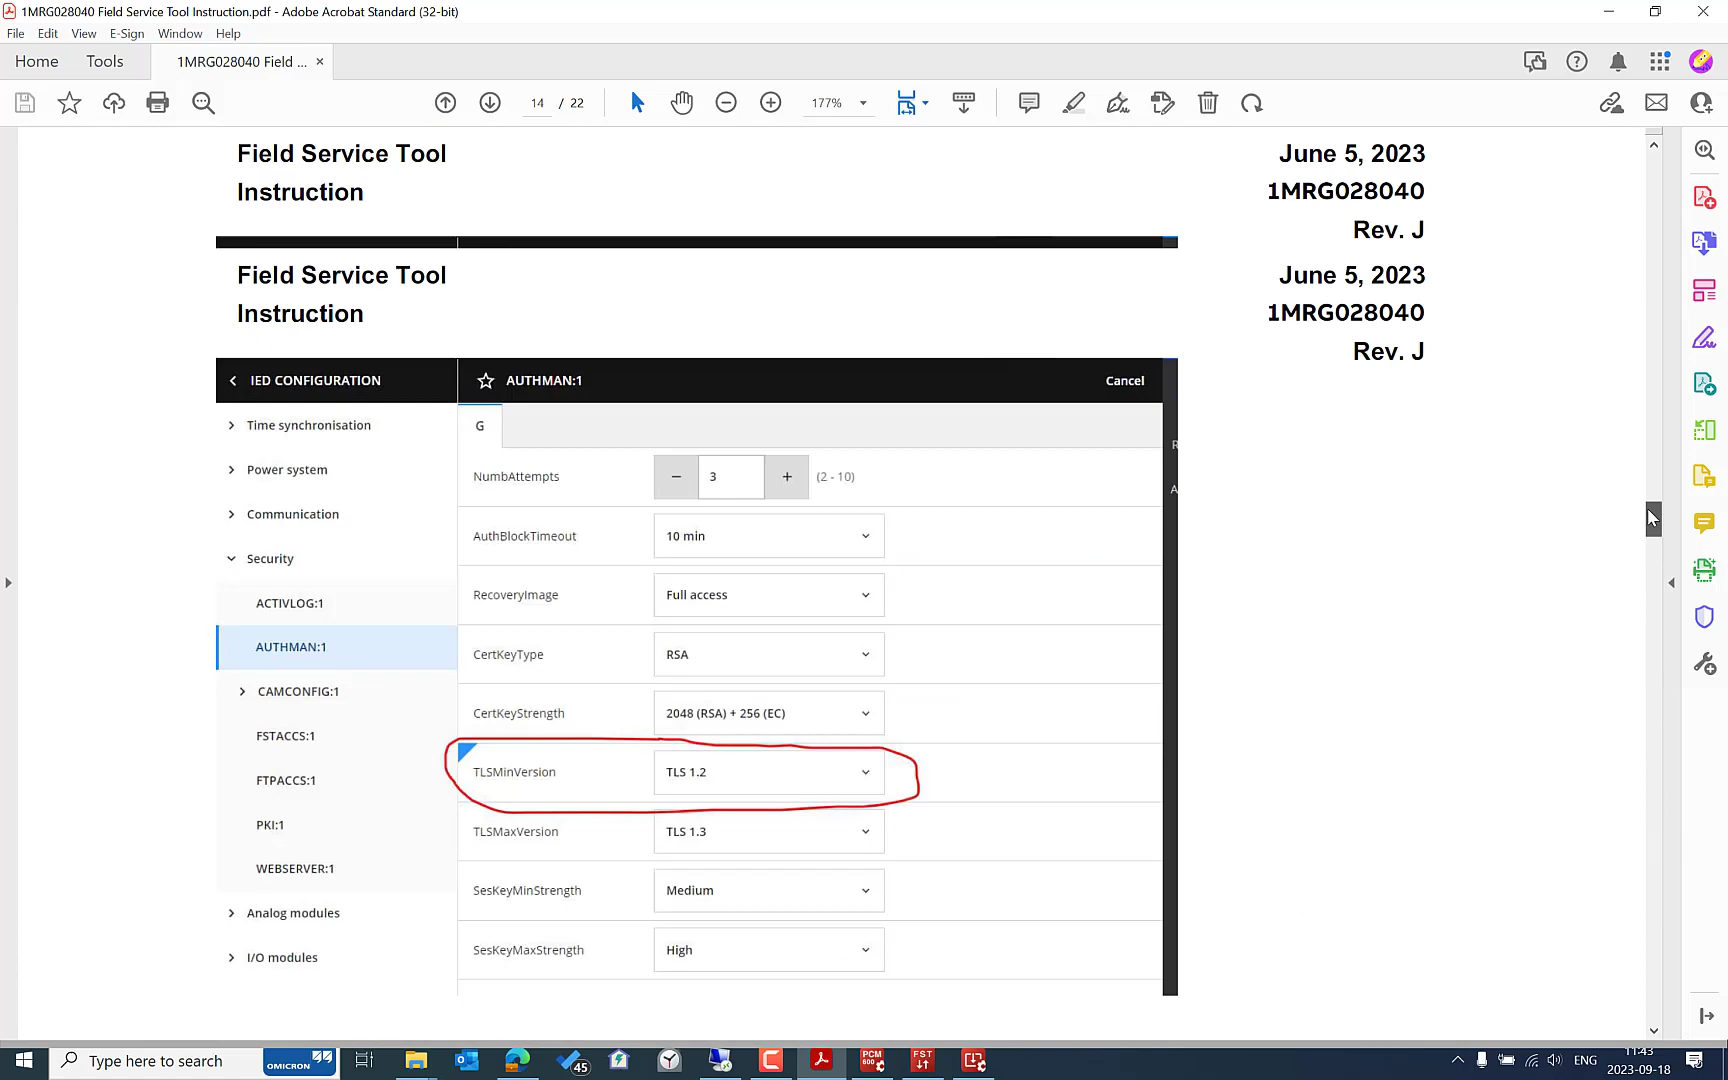 1MRG028040 Field Service Tool Instruction.pdf - Adobe Acrobat Standard (32-bit)
File Edit View E-Sign Window Help
Home Tools 1MRG028040 Field ... ×
14 / 22 177%
Field Service Tool June 5, 2023
Instruction 1MRG028040
Rev. J
Field Service Tool June 5, 2023
Instruction 1MRG028040
Rev. J
IED CONFIGURATION AUTHMAN:1 Cancel
Time synchronisation G
R
Power system NumbAttempts − 3 + (2 - 10)
A
Communication
AuthBlockTimeout 10 min
Security
RecoveryImage Full access
ACTIVLOG:1
AUTHMAN:1 CertKeyType RSA
CAMCONFIG:1
CertKeyStrength 2048 (RSA) + 256 (EC)
FSTACCS:1
FTPACCS:1 TLSMinVersion TLS 1.2
PKI:1 TLSMaxVersion TLS 1.3
WEBSERVER:1
SesKeyMinStrength Medium
Analog modules
I/O modules SesKeyMaxStrength High
Type here to search OMICRON 45 PCM 600 FST ENG 11:43
2023-09-18